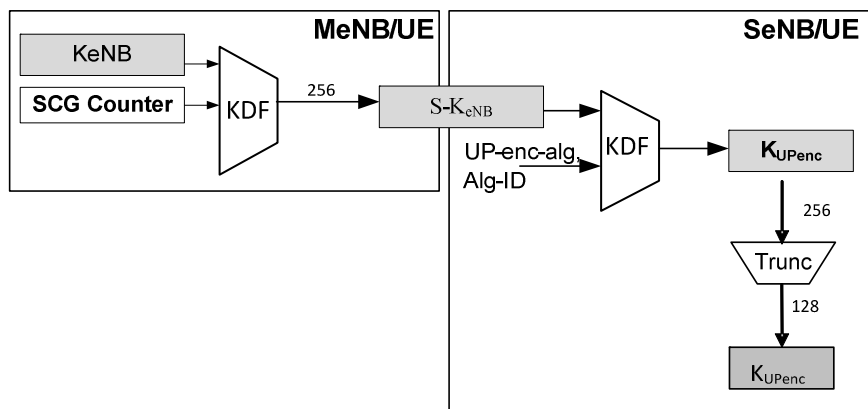 MeNB/UE
SeNB/UE
KeNB
SCG Counter
KDF
256
S-KeNB
UP-enc-alg,
Alg-ID
KDF
KUPenc
256
Trunc
128
KUPenc